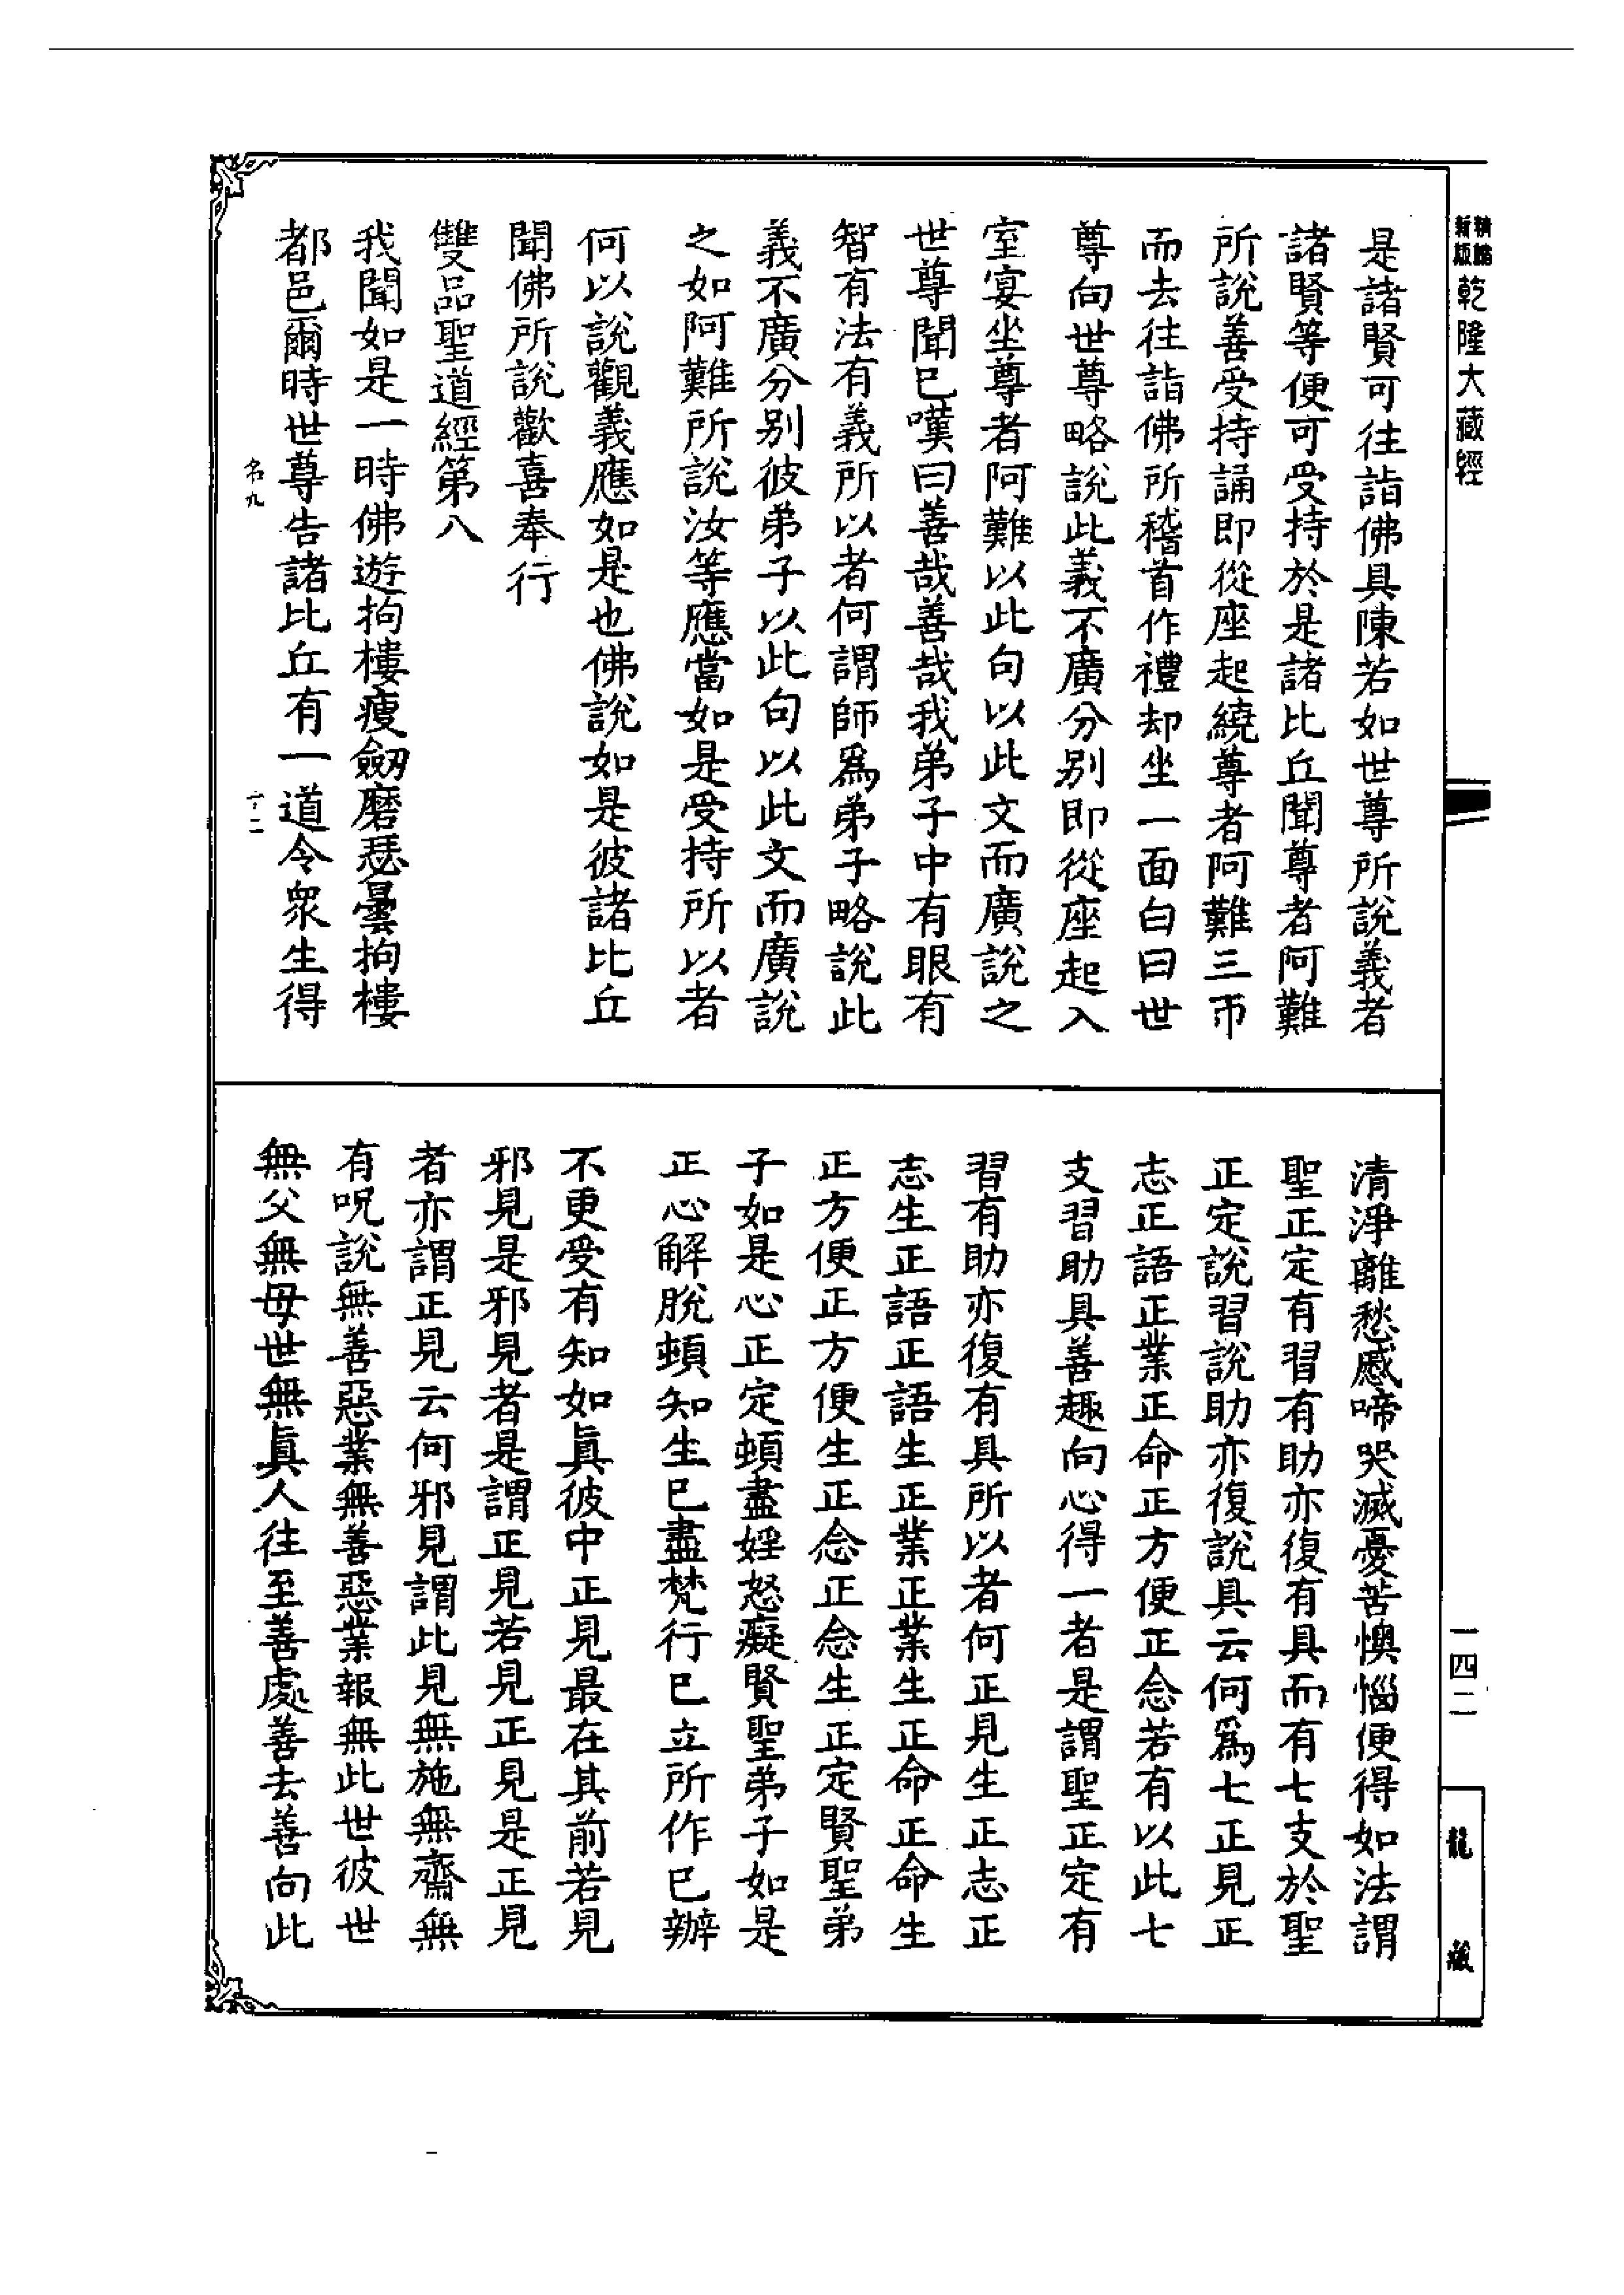 新版
精縮
乾隆大藏經
是諸賢可往詣佛具陳若如世尊所說義者
諸賢等便可受持於是諸比丘聞尊者阿難
所說善受持誦即從座起繞尊者阿難三帀
而去往詣佛所稽首作禮却坐一面白曰世
尊向世尊略說此義不廣分別即從座起入
室宴坐尊者阿難以此句以此文而廣說之
世尊聞已嘆曰善哉善哉我弟子中有眼有
智有法有義所以者何謂師爲弟子略說此
義不廣分別彼弟子以此句以此文而廣說
之如阿難所說汝等應當如是受持所以者
何以說觀義應如是也佛說如是彼諸比丘
聞佛所說歡喜奉行
雙品聖道經第八
我聞如是一時佛遊拘樓瘦劒磨瑟曇拘樓
都邑爾時世尊告諸比丘有一道令衆生得
名九
十二
清淨離愁慼啼哭滅憂苦懊惱便得如法謂
聖正定有習有助亦復有具而有七支於聖
正定說習說助亦復說具云何爲七正見正
志正語正業正命正方便正念若有以此七
支習助具善趣向心得一者是謂聖正定有
習有助亦復有具所以者何正見生正志正
志生正語正語生正業正業生正命正命生
正方便正方便生正念正念生正定賢聖弟
子如是心正定頓盡婬怒癡賢聖弟子如是
正心解脫頓知生已盡梵行已立所作已辦
不更受有知如眞彼中正見最在其前若見
邪見是邪見者是謂正見若見正見是正見
者亦謂正見云何邪見謂此見無施無齋無
有呪說無善惡業無善惡業報無此世彼世
無父無母世無眞人往至善處善去善向此
一四二
龍藏